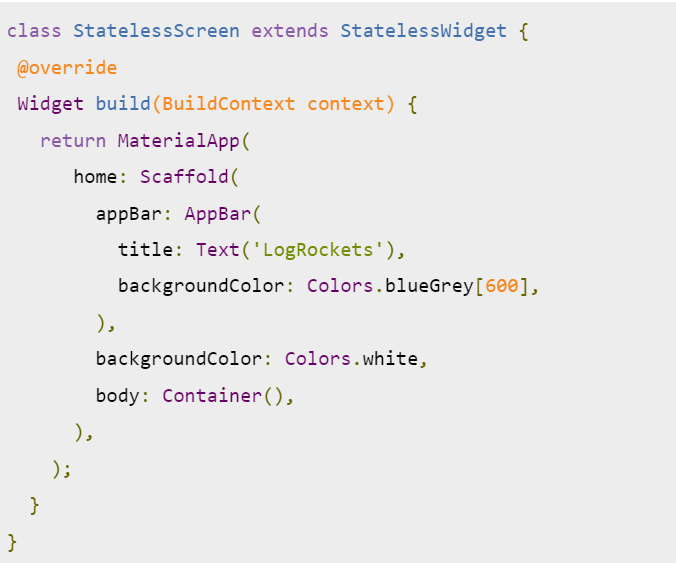 class StatelessScreen extends StatelessWidget {
 @override
 Widget build(BuildContext context) {
   return MaterialApp(
      home: Scaffold(
        appBar: AppBar(
          title: Text('LogRockets'),
          backgroundColor: Colors.blueGrey[600],
        ),
        backgroundColor: Colors.white,
        body: Container(),
      ),
    );
  }
}